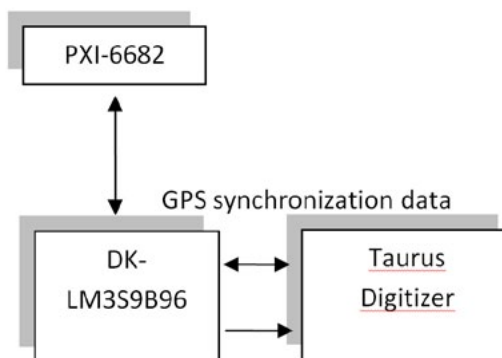 PXI-6682
GPS synchronization data
DK-
LM3S9B96
Taurus
Digitizer